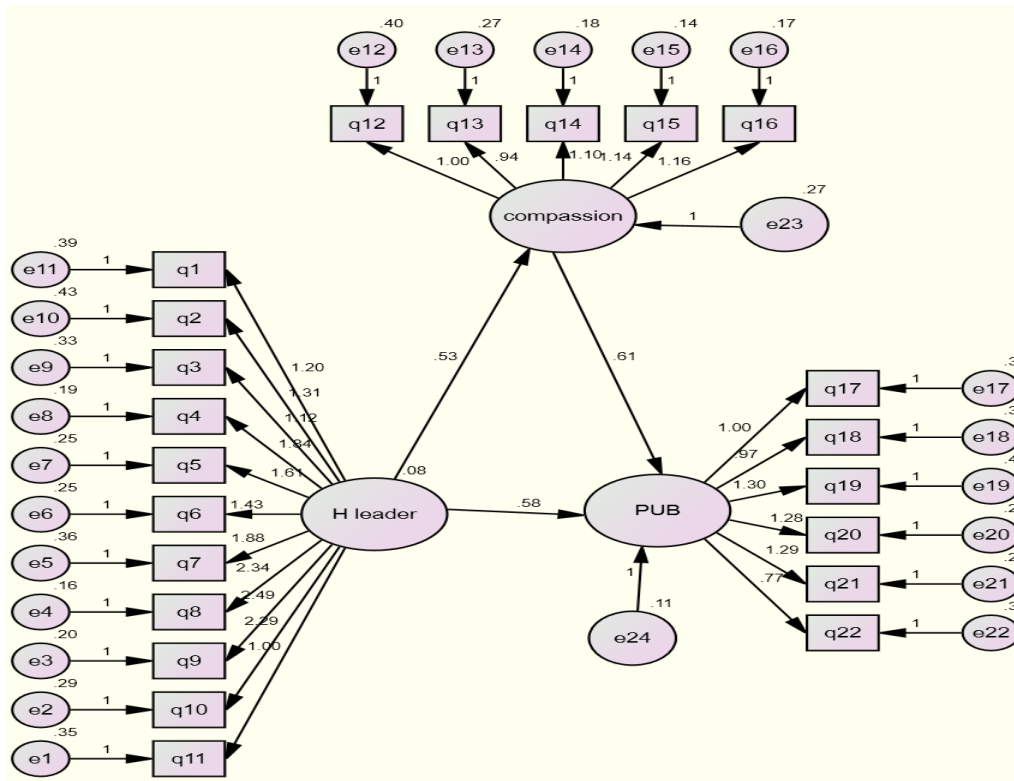 .40 .27 .18 .14 .17
e12 e13 e14 e15 e16
1 1 1 1 1
q12 q13 q14 q15 q16
1.00 .94 1.10 1.14 1.16
compassion
1
.27
e23
.39
e11 1 q1
.43
e10 1 q2
.33
e9 1 q3
.19
e8 1 q4
.25
e7 1 q5
.25
e6 1 q6
.36
e5 1 q7
.16
e4 1 q8
.20
e3 1 q9
.29
e2 1 q10
.35
e1 1 q11
1.20
1.31
1.12
1.84
1.61
1.43
1.88
2.34
2.49
2.29
1.00
.08
H leader
.53
.61
.58
PUB
1
.11
e24
1.00
.97
1.30
1.28
1.29
.77
q17 1 e17
q18 1 e18
q19 1 e19
q20 1 e20
q21 1 e21
q22 1 e22